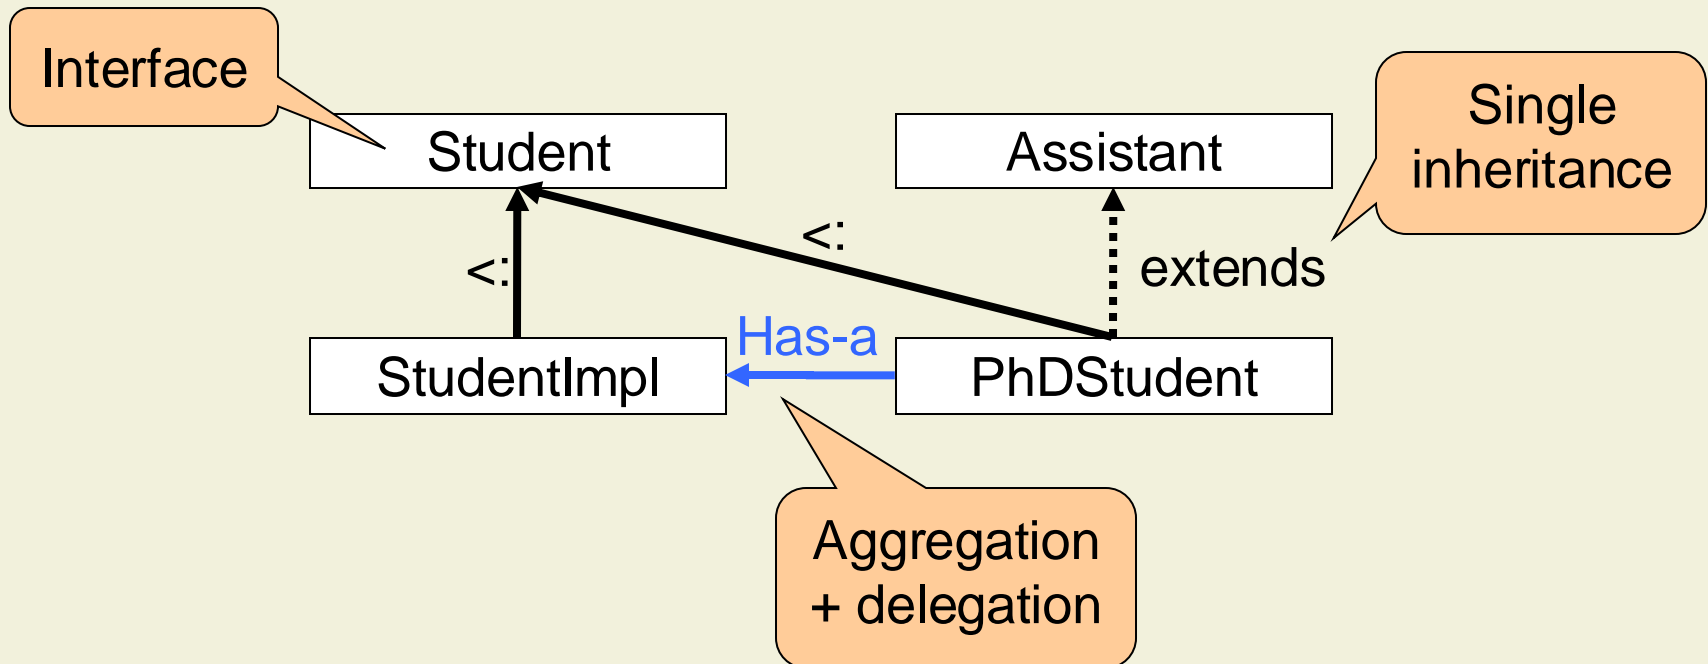 Interface
Student
Assistant
Single
inheritance
<:
<:
extends
Has-a
StudentImpl
PhDStudent
Aggregation
+ delegation